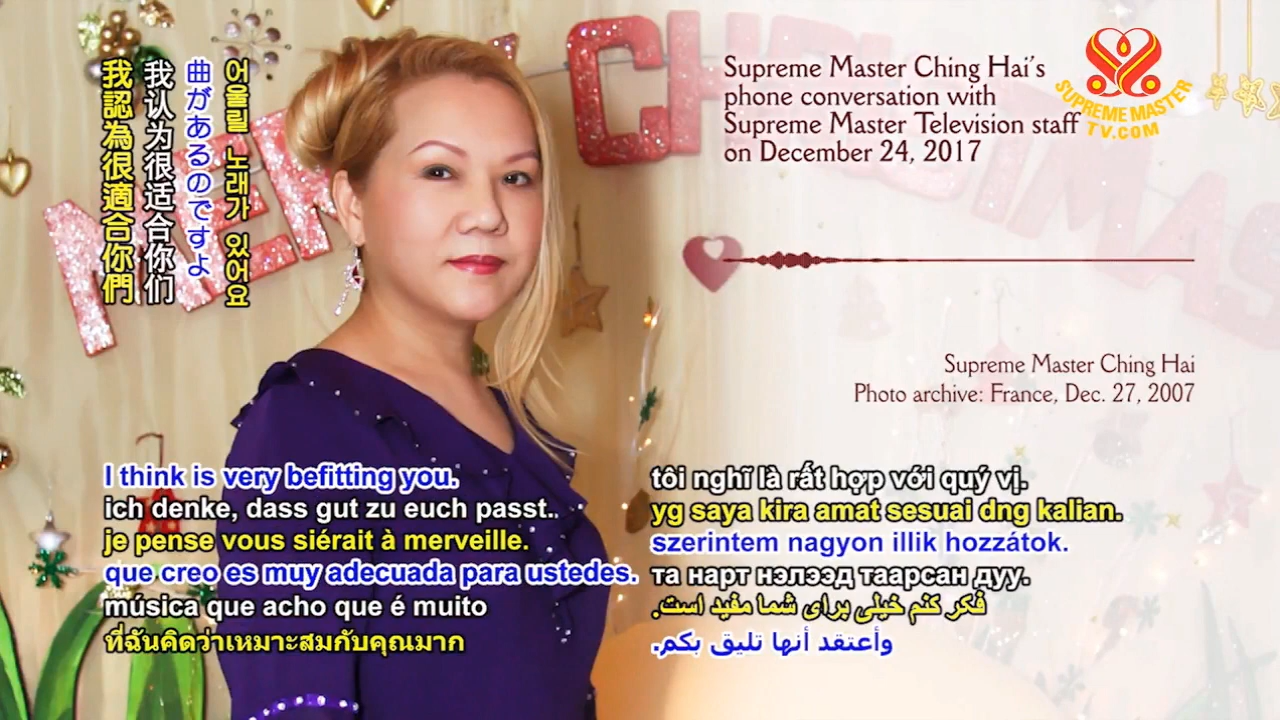 我認為很適合你們
我认为很适合你们
曲があるのですよ
어울릴 노래가 있어요
MERRY CHRISTMAS
Supreme Master Ching Hai's
phone conversation with
Supreme Master Television staff
on December 24, 2017
SUPREME MASTER
TV.COM
Supreme Master Ching Hai
Photo archive: France, Dec. 27, 2007
I think is very befitting you.
ich denke, dass gut zu euch passt.
je pense vous siérait à merveille.
que creo es muy adecuada para ustedes.
música que acho que é muito
ที่ฉันคิดว่าเหมาะสมกับคุณมาก
tôi nghĩ là rất hợp với quý vị.
yg saya kira amat sesuai dng kalian.
szerintem nagyon illik hozzátok.
та нарт нэлээд таарсан дуу.
فکر کنم خیلی برای شما مفید است.
وأعتقد أنها تليق بكم.